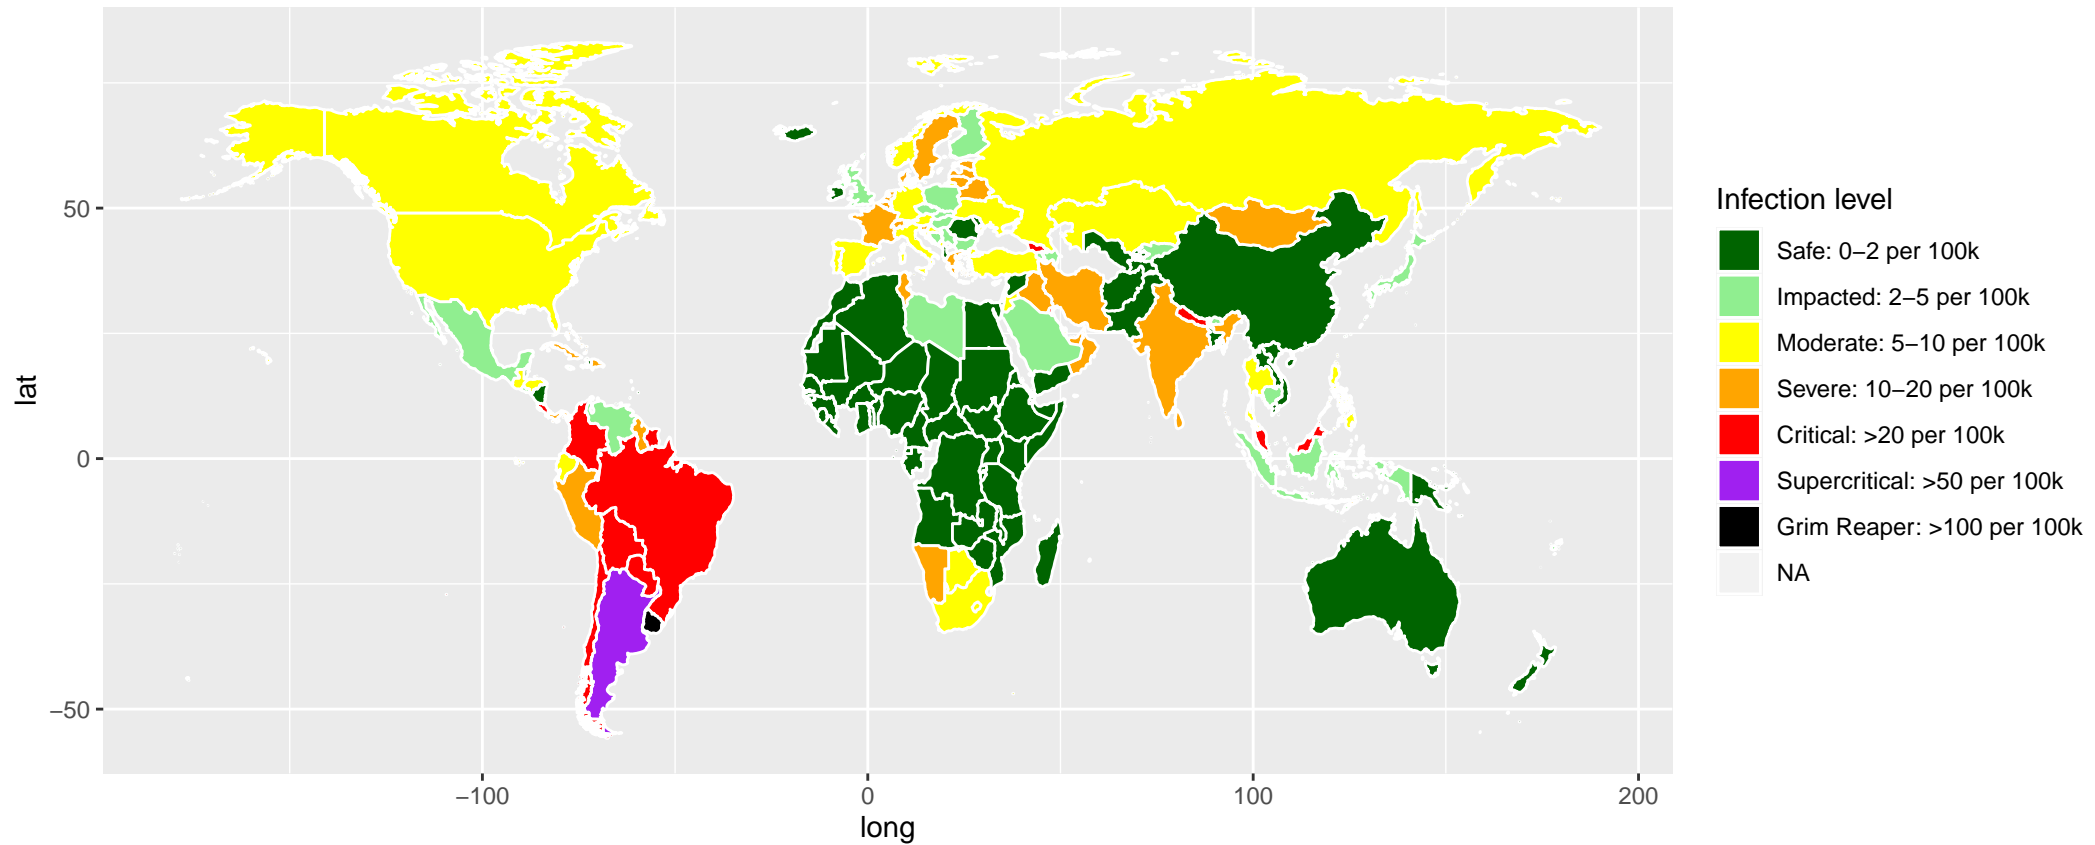 Infection level
Safe: 0–2 per 100k
Impacted: 2–5 per 100k
Moderate: 5–10 per 100k
Severe: 10–20 per 100k
Critical: >20 per 100k
Supercritical: >50 per 100k
Grim Reaper: >100 per 100k
NA
lat
50
0
−50
−100
0
100
200
long